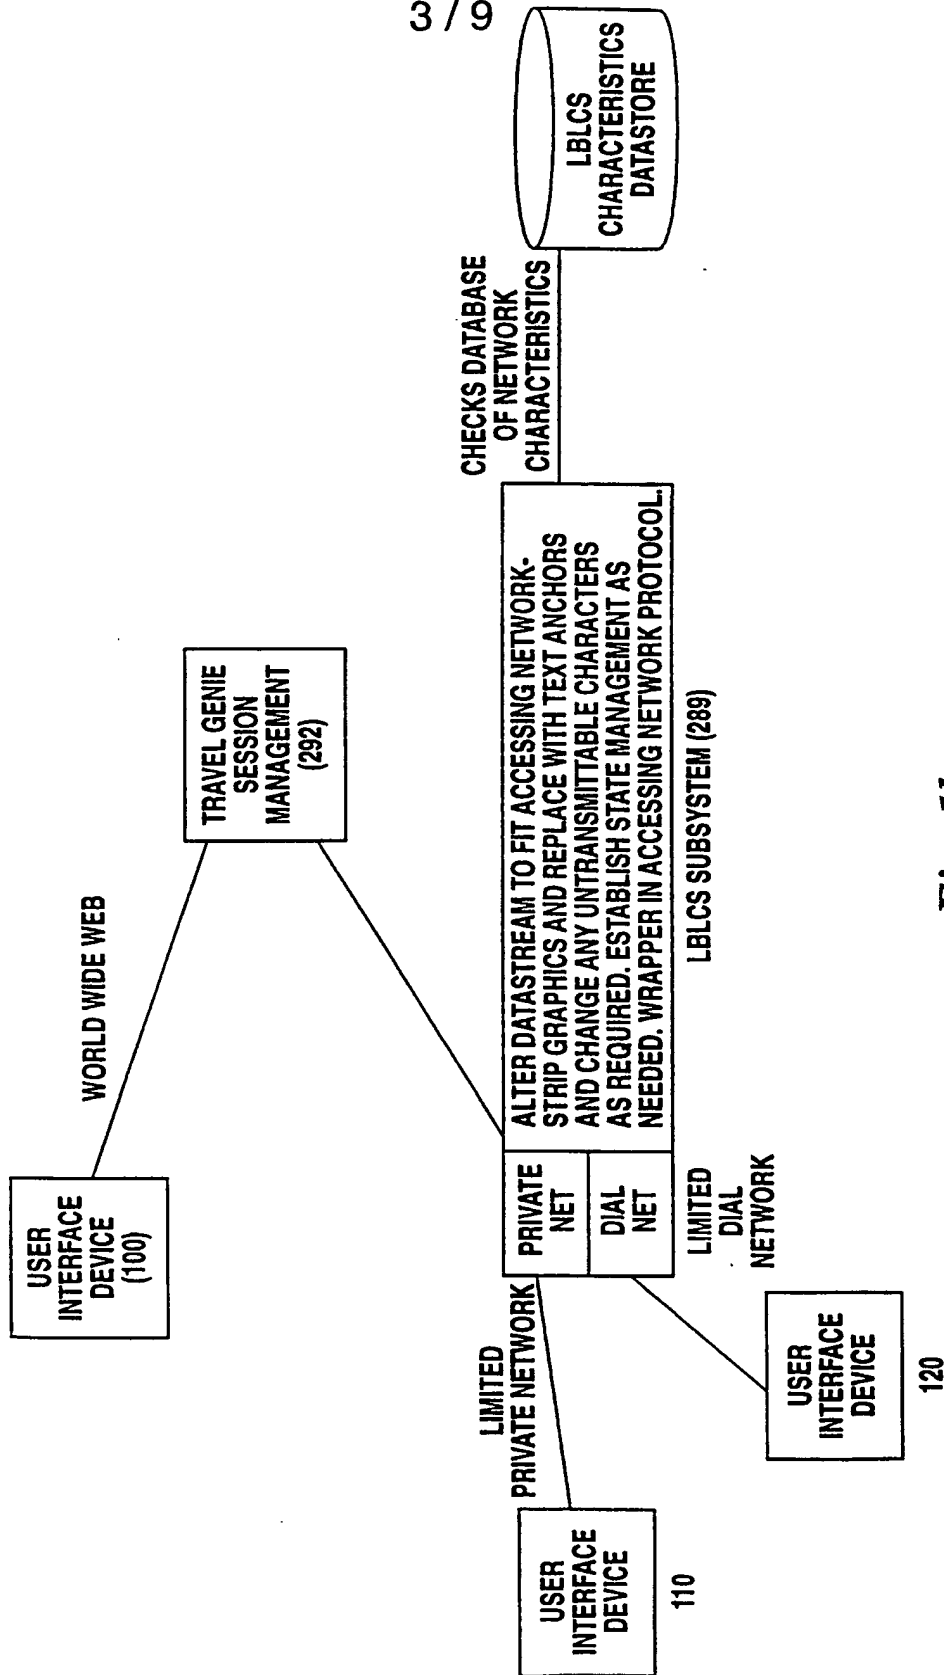 3 / 9
USER
INTERFACE
DEVICE
(100)
WORLD WIDE WEB
TRAVEL GENIE
SESSION
MANAGEMENT
(292)
LIMITED
PRIVATE NETWORK
USER
INTERFACE
DEVICE
110
PRIVATE
NET
DIAL
NET
LIMITED
DIAL
NETWORK
USER
INTERFACE
DEVICE
120
ALTER DATASTREAM TO FIT ACCESSING NETWORK-
STRIP GRAPHICS AND REPLACE WITH TEXT ANCHORS
AND CHANGE ANY UNTRANSMITTABLE CHARACTERS
AS REQUIRED. ESTABLISH STATE MANAGEMENT AS
NEEDED. WRAPPER IN ACCESSING NETWORK PROTOCOL.
LBLCS SUBSYSTEM (289)
CHECKS DATABASE
OF NETWORK
CHARACTERISTICS
LBLCS
CHARACTERISTICS
DATASTORE